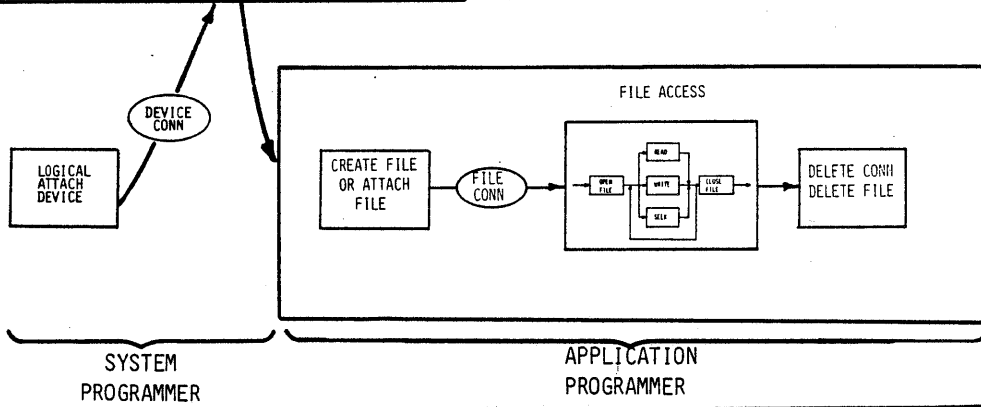 DEVICE
CONN
LOGICAL
ATTACH
DEVICE
FILE ACCESS
CREATE FILE
OR ATTACH
FILE
FILE
CONN
OPEN
FILE
READ
WRITE
SEEK
CLOSE
FILE
DELETE CONN
DELETE FILE
SYSTEM
PROGRAMMER
APPLICATION
PROGRAMMER